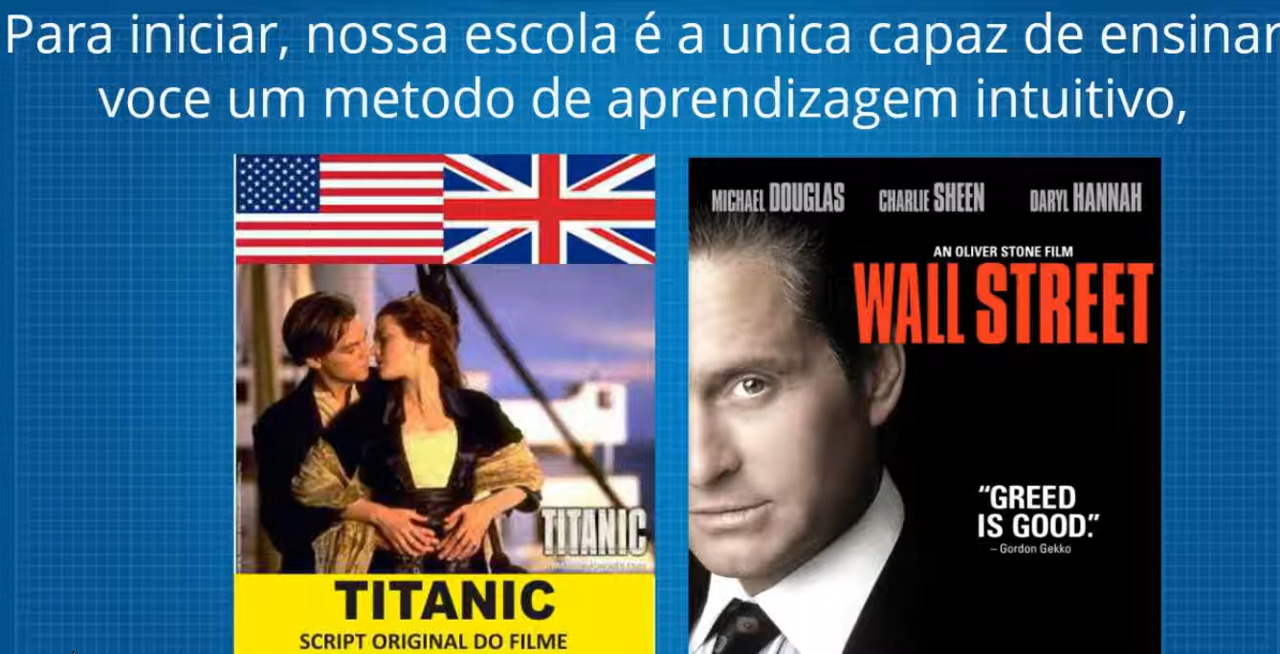 Para iniciar, nossa escola é a unica capaz de ensinar
voce um metodo de aprendizagem intuitivo,
TITANIC
TITANIC
SCRIPT ORIGINAL DO FILME
MICHAEL DOUGLAS CHARLIE SHEEN DARYL HANNAH
AN OLIVER STONE FILM
WALL STREET
“GREED
IS GOOD.”
– Gordon Gekko